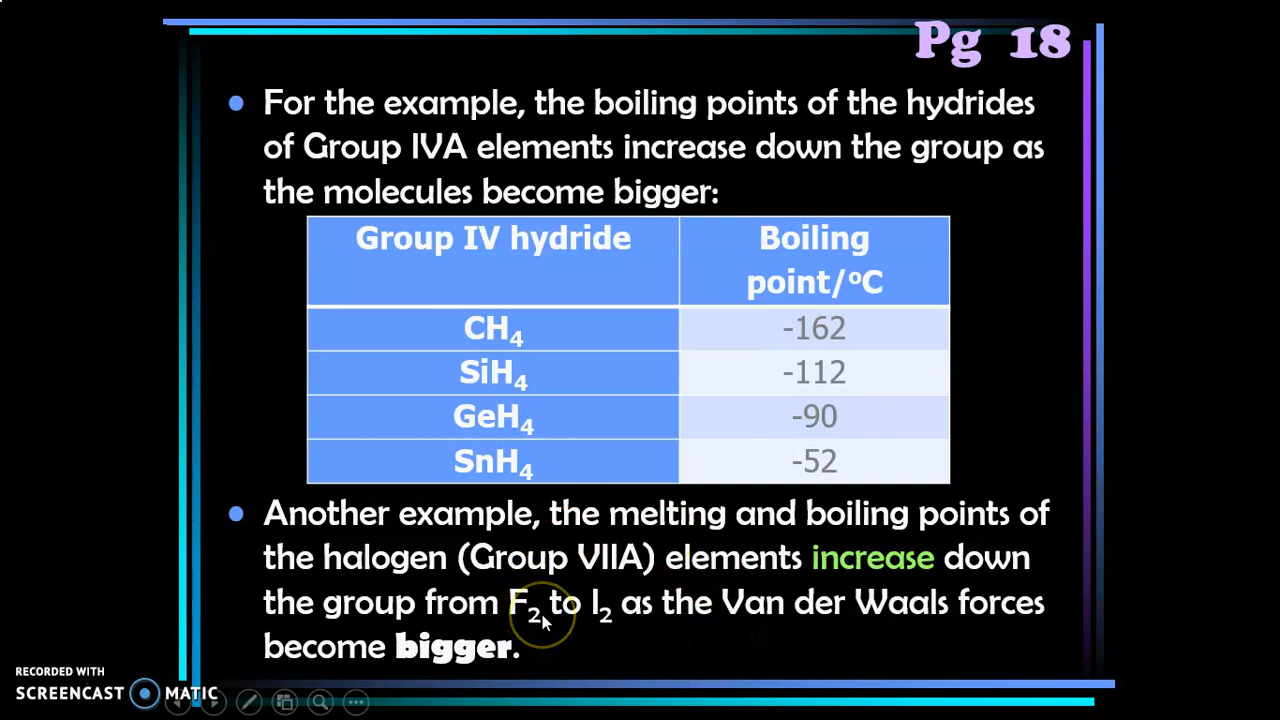 Pg 18
• For the example, the boiling points of the hydrides
of Group IVA elements increase down the group as
the molecules become bigger:
Group IV hydride Boiling
point/°C
CH₄ -162
SiH₄ -112
GeH₄ -90
SnH₄ -52
• Another example, the melting and boiling points of
the halogen (Group VIIA) elements increase down
the group from F₂ to I₂ as the Van der Waals forces
become bigger.
RECORDED WITH
SCREENCAST MATIC